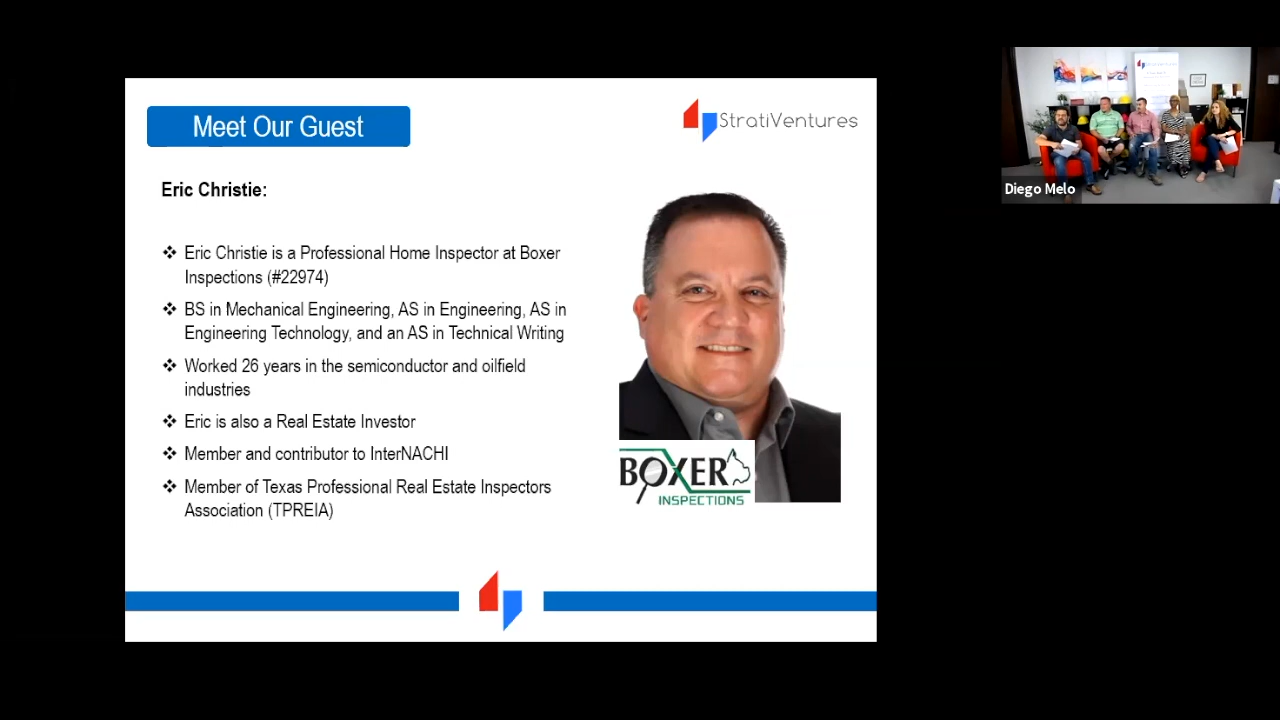 Meet Our Guest
StratiVentures
Eric Christie:
Eric Christie is a Professional Home Inspector at Boxer
Inspections (#22974)
BS in Mechanical Engineering, AS in Engineering, AS in
Engineering Technology, and an AS in Technical Writing
Worked 26 years in the semiconductor and oilfield
industries
Eric is also a Real Estate Investor
Member and contributor to InterNACHI
Member of Texas Professional Real Estate Inspectors
Association (TPREIA)
BOXER
INSPECTIONS
Diego Melo